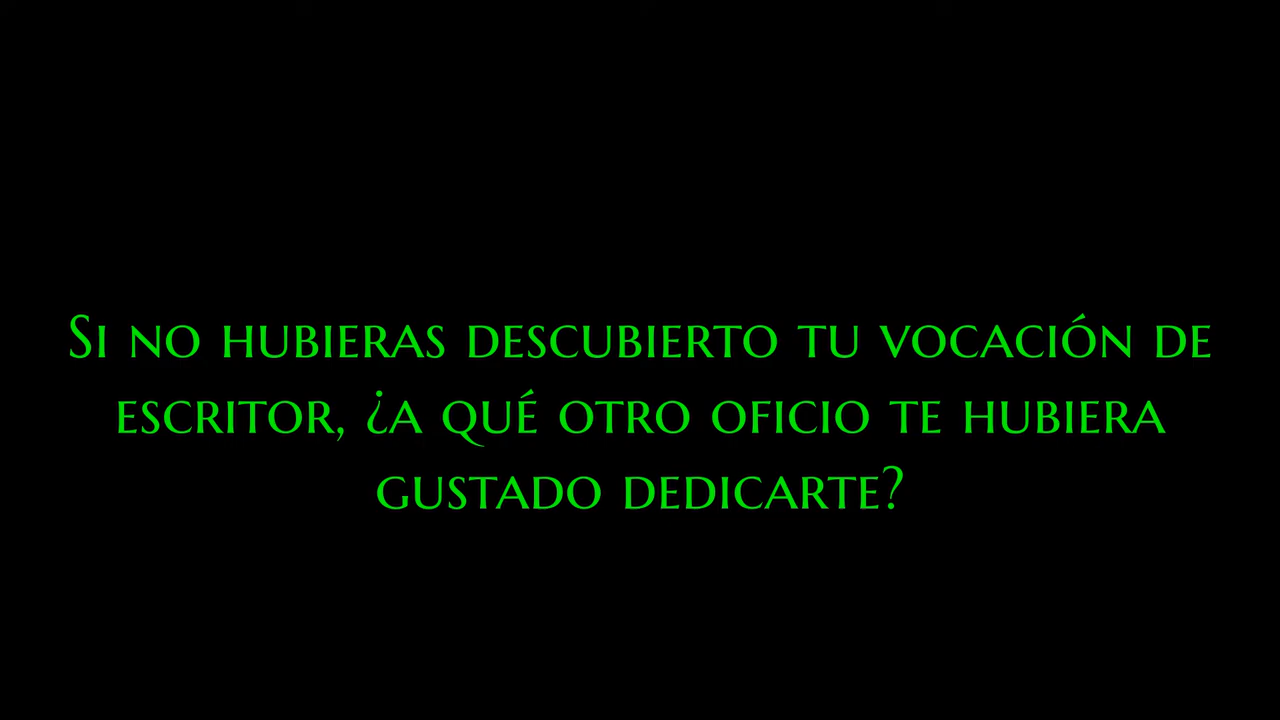 Si no hubieras descubierto tu vocación de
escritor, ¿a qué otro oficio te hubiera
gustado dedicarte?